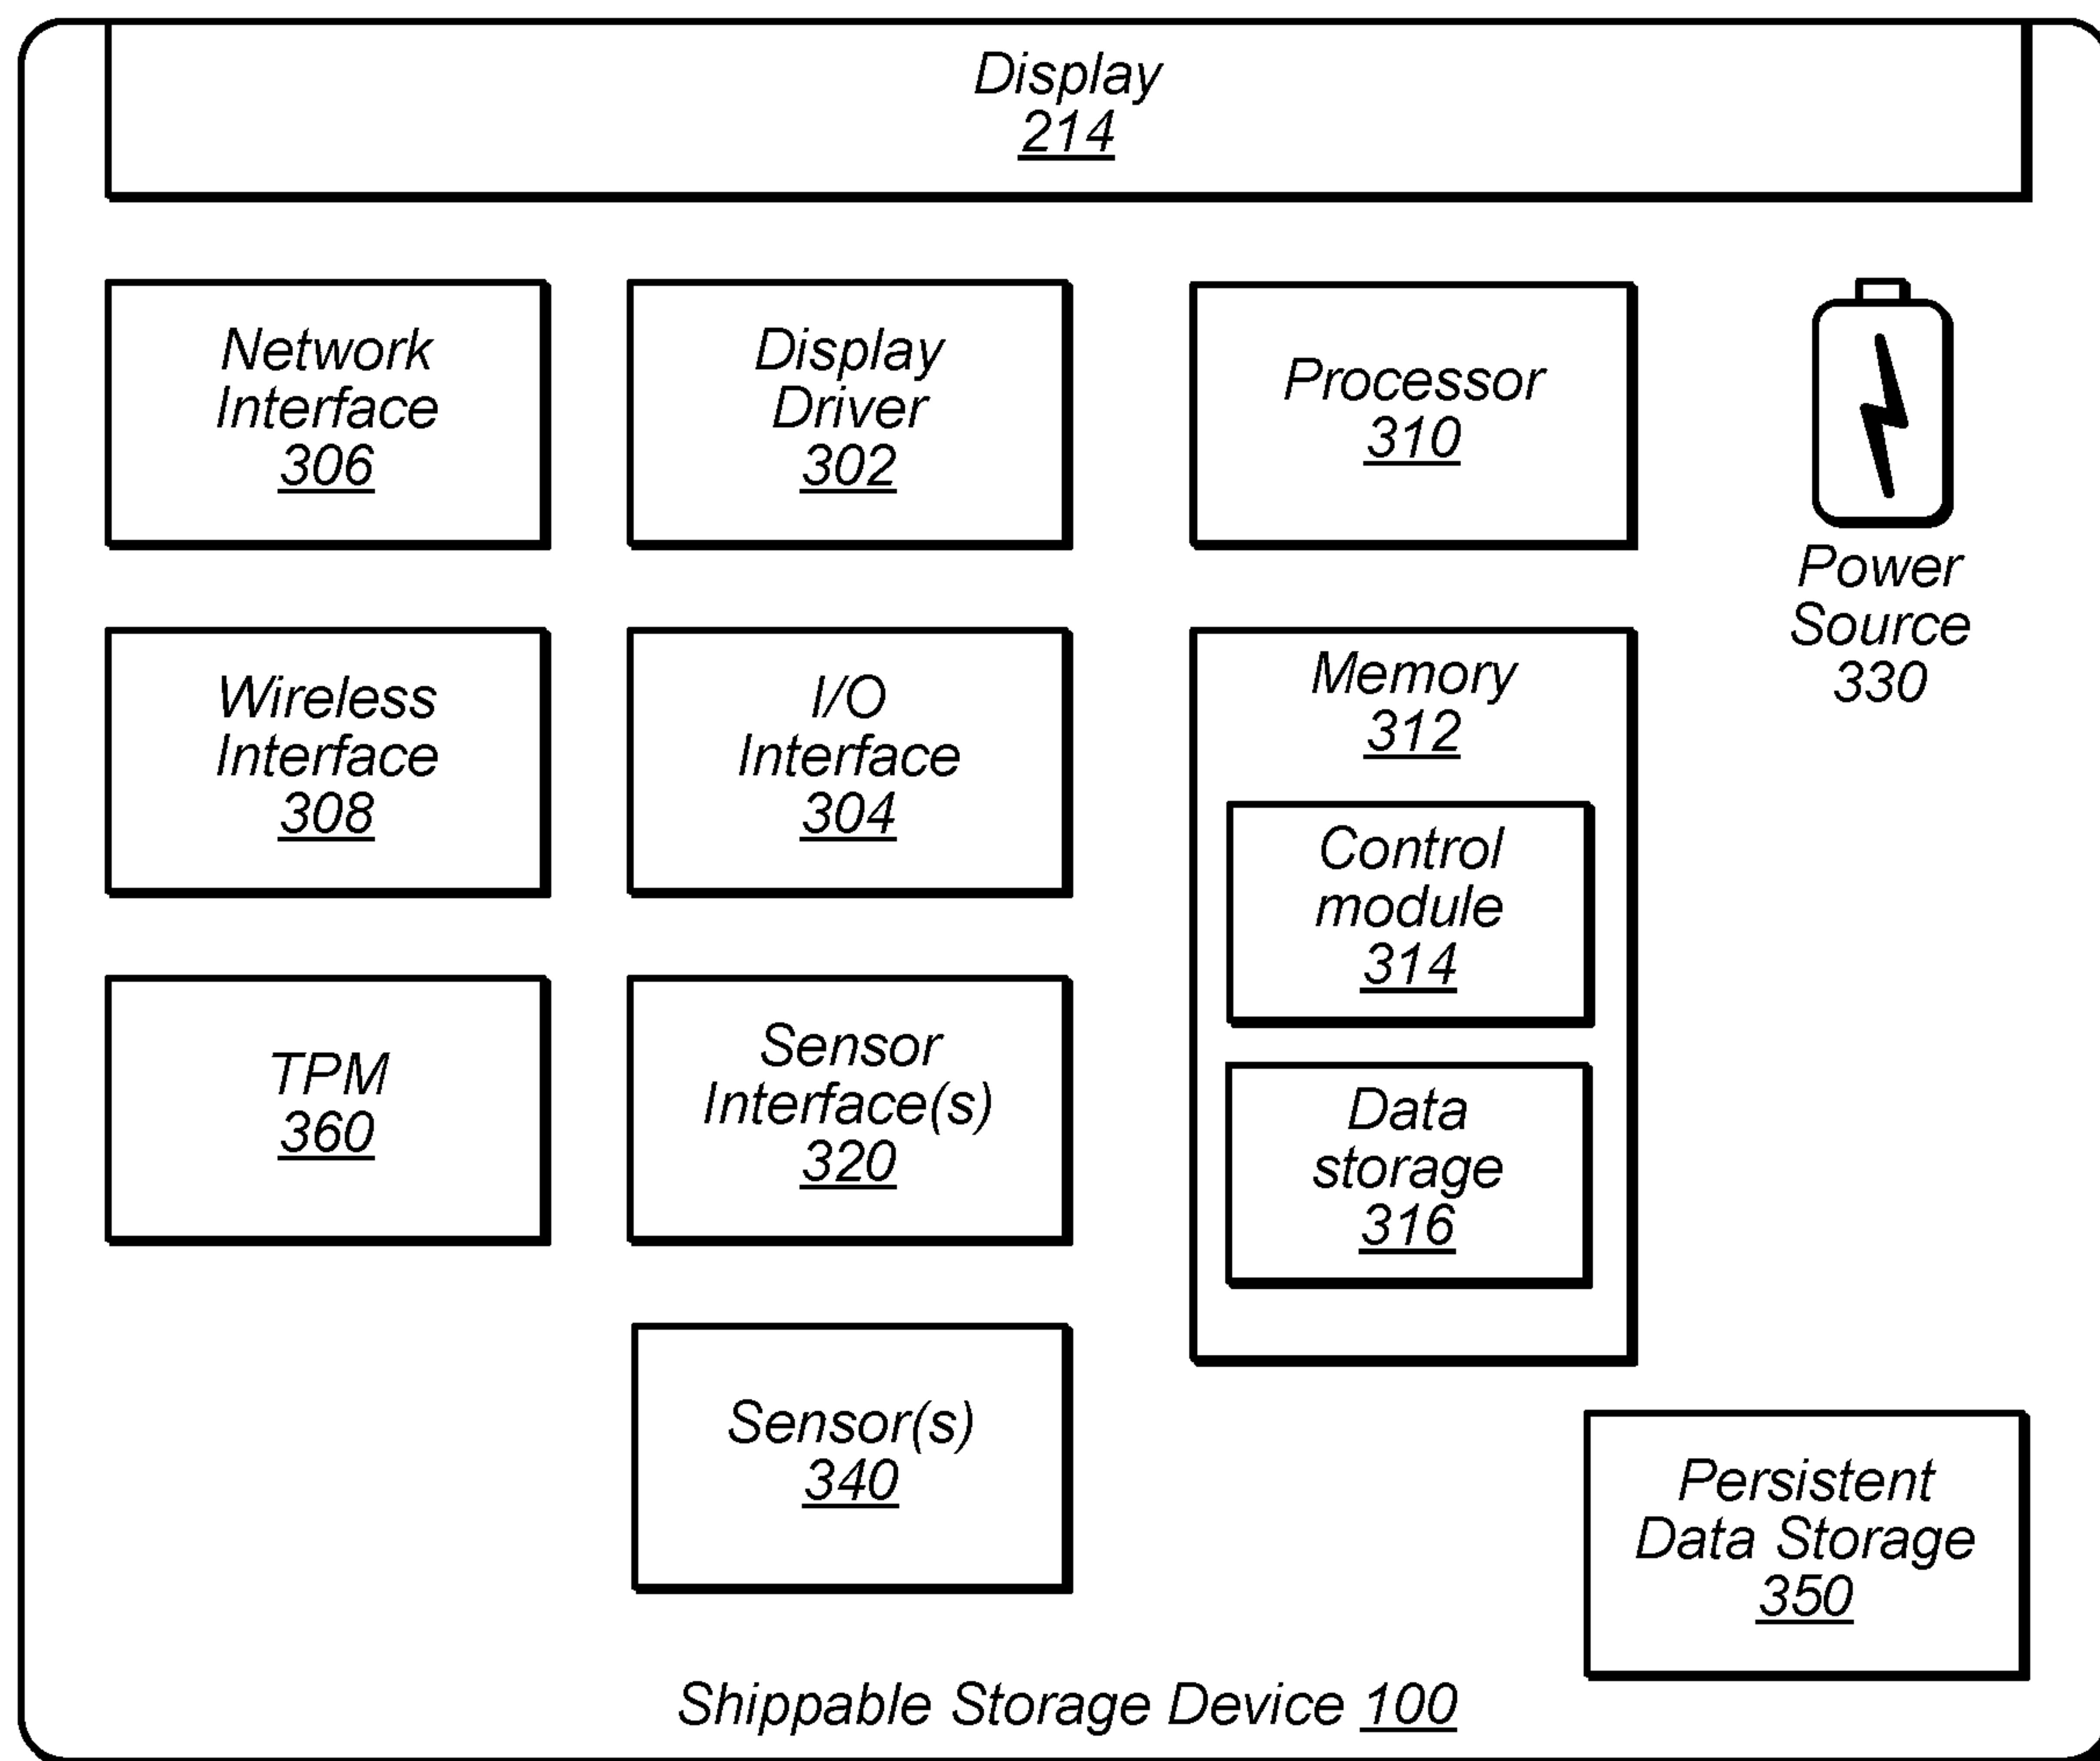 Display
214
Network
Interface
306
Display
Driver
302
Processor
310
Power
Source
330
Wireless
Interface
308
I/O
Interface
304
Memory
312
Control
module
314
Data
storage
316
TPM
360
Sensor
Interface(s)
320
Sensor(s)
340
Persistent
Data Storage
350
Shippable Storage Device 100